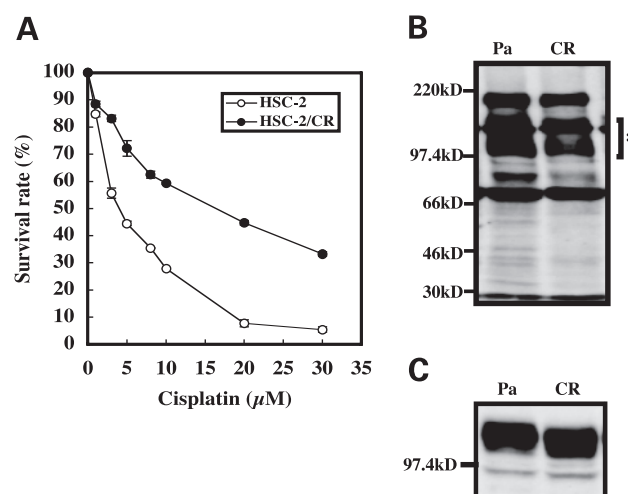 A
Survival rate (%)
100
90
80
70
60
50
40
30
20
10
0
0 5 10 15 20 25 30 35
Cisplatin (µM)
HSC-2
HSC-2/CR
B
Pa CR
220kD
97.4kD
66kD
46kD
30kD
C
Pa CR
97.4kD